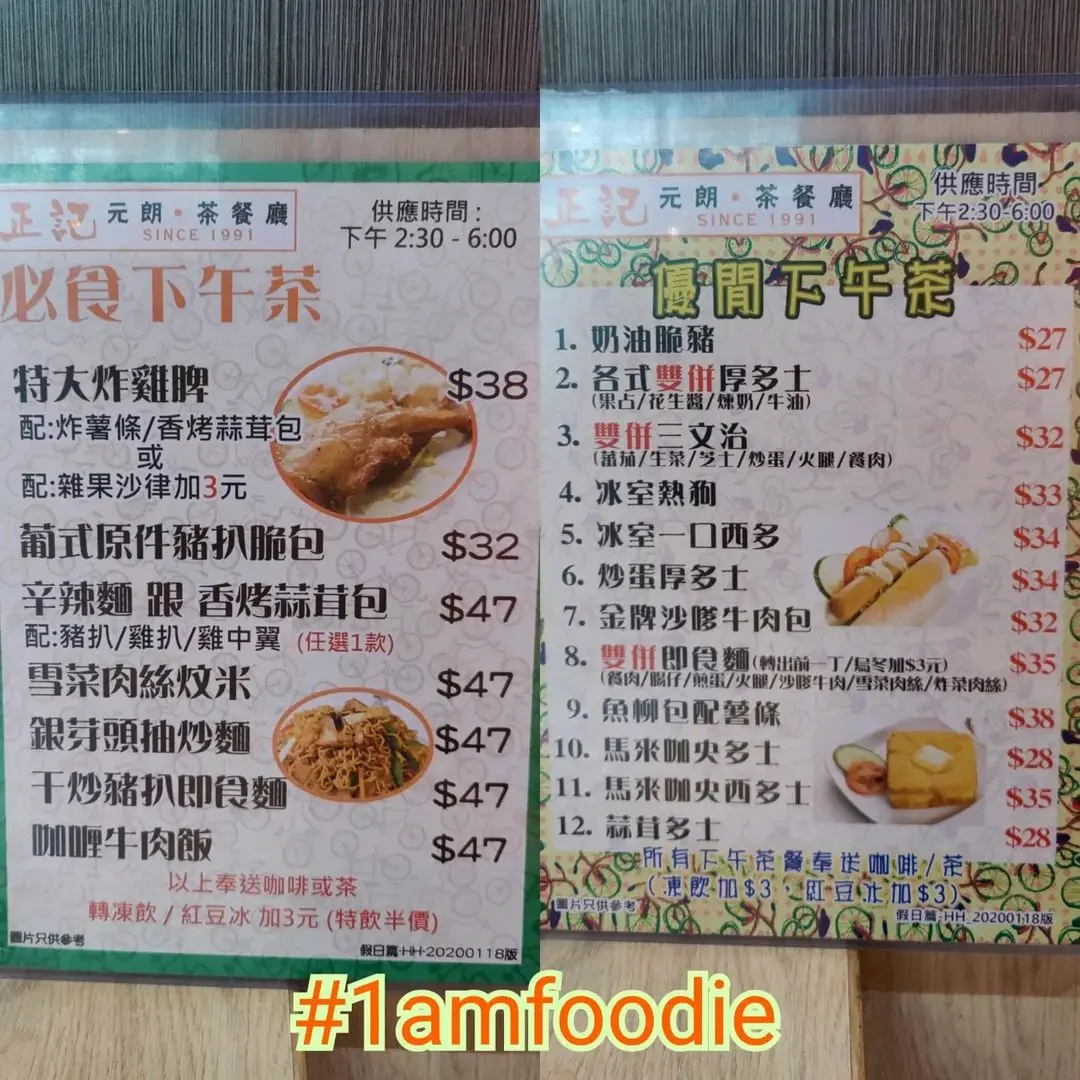 正記 元朗・茶餐廳
SINCE 1991
供應時間:
下午 2:30 - 6:00
必食下午茶
特大炸雞脾 $38
配:炸薯條/香烤蒜茸包
或
配:雜果沙律加3元
葡式原件豬扒脆包 $32
辛辣麵 跟 香烤蒜茸包 $47
配:豬扒/雞扒/雞中翼 (任選1款)
雪菜肉絲炆米 $47
銀芽頭抽炒麵 $47
干炒豬扒即食麵 $47
咖喱牛肉飯 $47
以上奉送咖啡或茶
轉凍飲 / 紅豆冰 加3元 (特飲半價)
圖片只供參考
假日篇-HH-20200118版
正記 元朗・茶餐廳
SINCE 1991
供應時間
下午2:30-6:00
優閒下午茶
1. 奶油脆豬 $27
2. 各式雙併厚多士 $27
(果占/花生醬/煉奶/牛油)
3. 雙併三文治 $32
(蕃茄/生菜/芝士/炒蛋/火腿/餐肉)
4. 冰室熱狗 $33
5. 冰室一口西多 $34
6. 炒蛋厚多士 $34
7. 金牌沙嗲牛肉包 $32
8. 雙併即食麵(轉出前一丁/烏冬加$3元) $35
(餐肉/腸仔/煎蛋/火腿/沙嗲牛肉/雪菜肉絲/炸菜肉絲)
9. 魚柳包配薯條 $38
10. 馬來咖央多士 $28
11. 馬來咖央西多士 $35
12. 蒜茸多士 $28
所有下午茶餐奉送咖啡/茶
(凍飲加$3，紅豆冰加$3)
圖片只供參考
假日篇-HH_20200118版
#1amfoodie